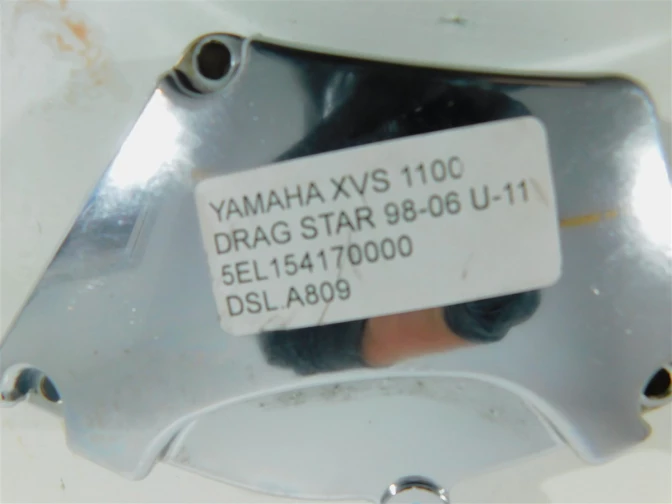 YAMAHA XVS 1100
DRAG STAR 98-06 U-11
5EL154170000
DSL.A809